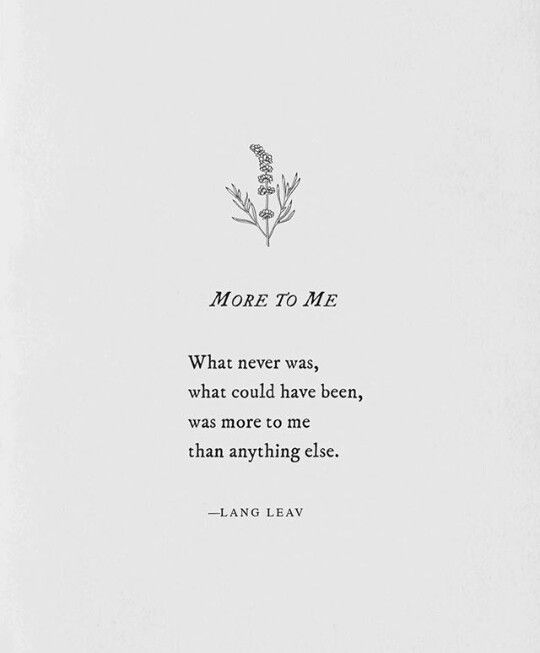 More to Me
What never was,
what could have been,
was more to me
than anything else.
—LANG LEAV